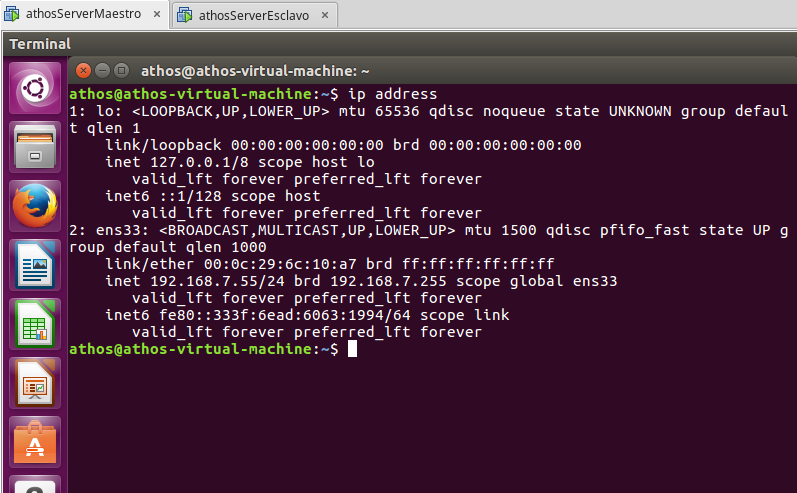 athosServerMaestro × athosServerEsclavo ×
Terminal
athos@athos-virtual-machine: ~
athos@athos-virtual-machine:~$ ip address
1: lo: <LOOPBACK,UP,LOWER_UP> mtu 65536 qdisc noqueue state UNKNOWN group defaul
t qlen 1
    link/loopback 00:00:00:00:00:00 brd 00:00:00:00:00:00
    inet 127.0.0.1/8 scope host lo
       valid_lft forever preferred_lft forever
    inet6 ::1/128 scope host
       valid_lft forever preferred_lft forever
2: ens33: <BROADCAST,MULTICAST,UP,LOWER_UP> mtu 1500 qdisc pfifo_fast state UP g
roup default qlen 1000
    link/ether 00:0c:29:6c:10:a7 brd ff:ff:ff:ff:ff:ff
    inet 192.168.7.55/24 brd 192.168.7.255 scope global ens33
       valid_lft forever preferred_lft forever
    inet6 fe80::333f:6ead:6063:1994/64 scope link
       valid_lft forever preferred_lft forever
athos@athos-virtual-machine:~$